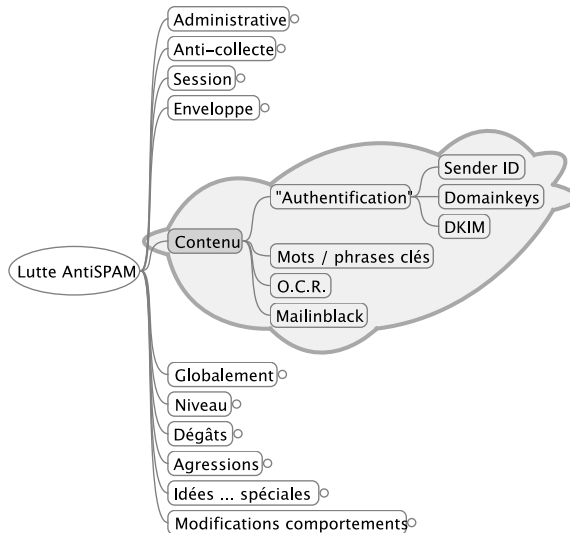 Administrative
Anti-collecte
Session
Enveloppe
Sender ID
"Authentification"
Domainkeys
DKIM
Contenu
Mots / phrases clés
Lutte AntiSPAM
O.C.R.
Mailinblack
Globalement
Niveau
Dégâts
Agressions
Idées ... spéciales
Modifications comportements